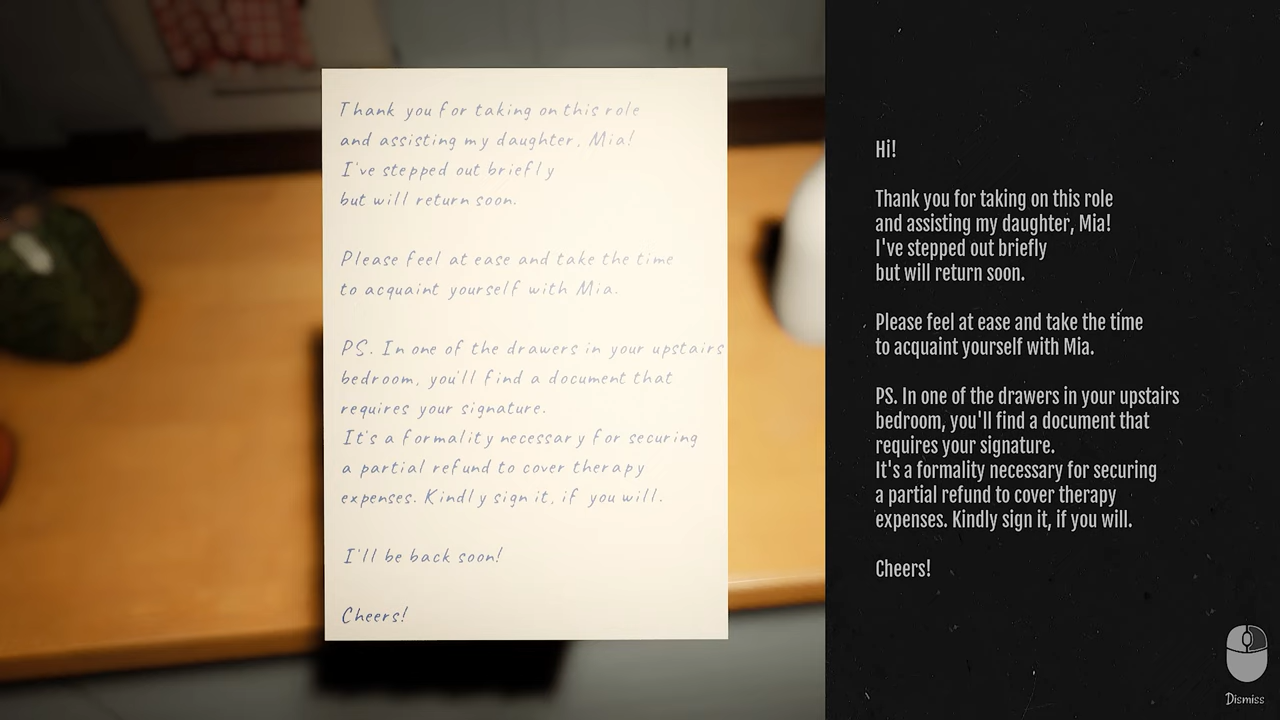 Thank you for taking on this role
and assisting my daughter, Mia!
I've stepped out briefly
but will return soon.
Please feel at ease and take the time
to acquaint yourself with Mia.
PS. In one of the drawers in your upstairs
bedroom, you'll find a document that
requires your signature.
It's a formality necessary for securing
a partial refund to cover therapy
expenses. Kindly sign it, if you will.
I'll be back soon!
Cheers!
Hi!
Thank you for taking on this role
and assisting my daughter, Mia!
I've stepped out briefly
but will return soon.
Please feel at ease and take the time
to acquaint yourself with Mia.
PS. In one of the drawers in your upstairs
bedroom, you'll find a document that
requires your signature.
It's a formality necessary for securing
a partial refund to cover therapy
expenses. Kindly sign it, if you will.
Cheers!
Dismiss